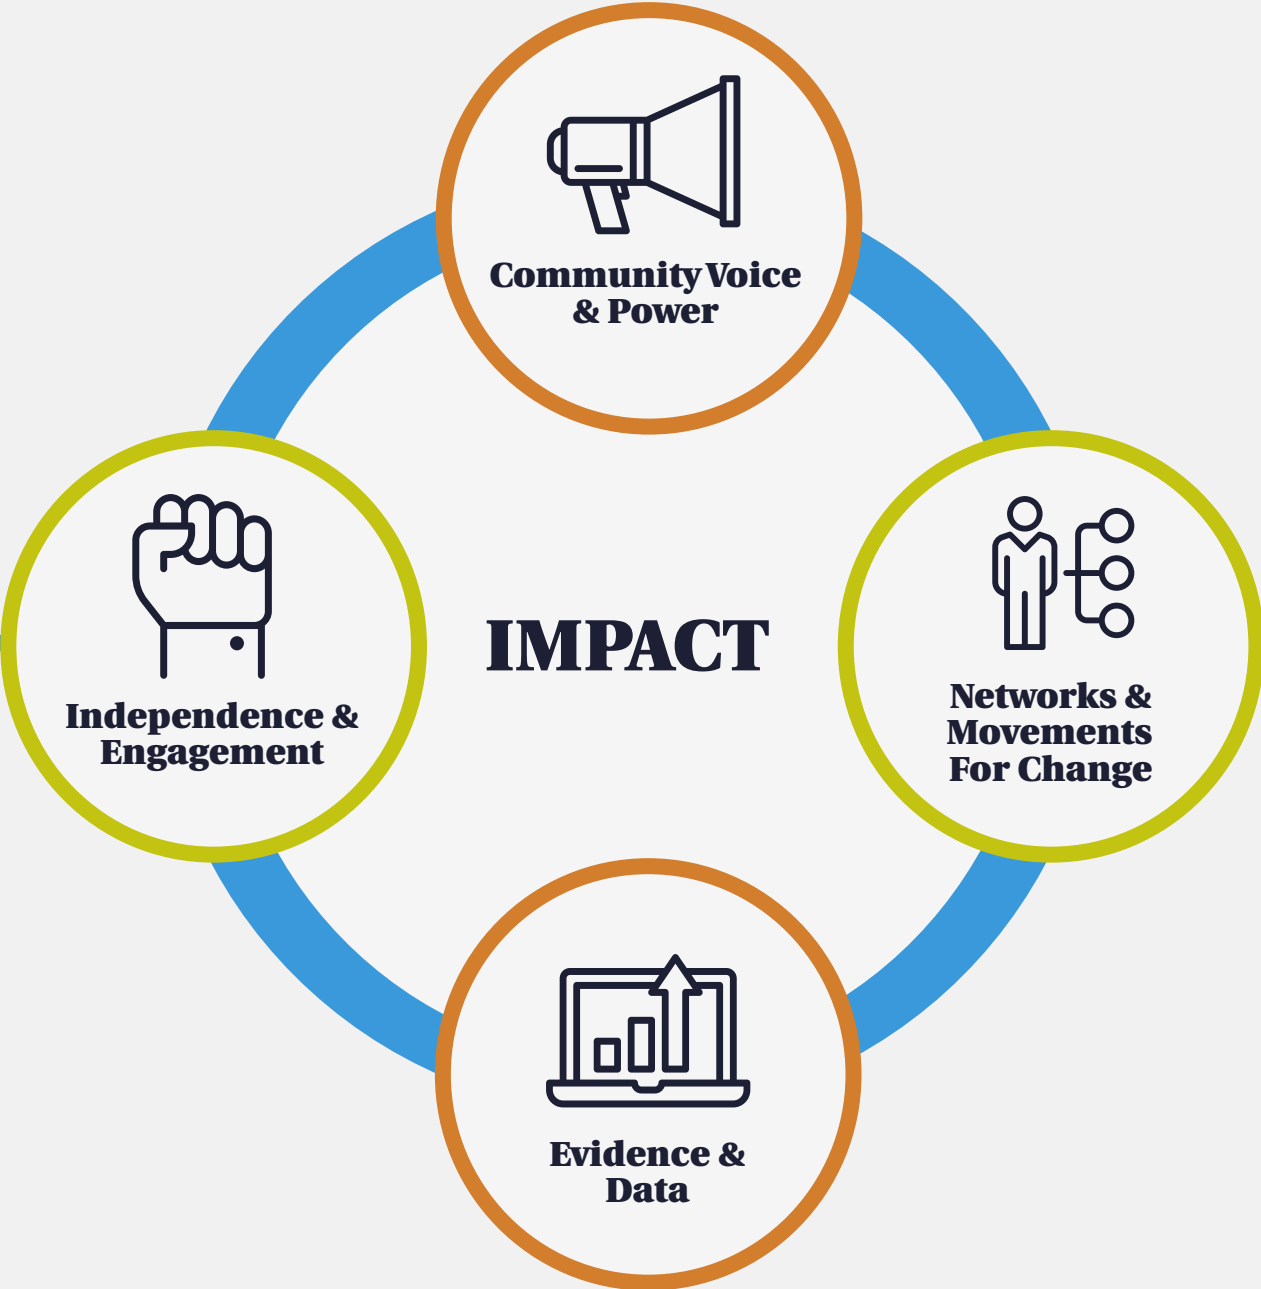 Community Voice
& Power
Independence &
Engagement
IMPACT
Networks &
Movements
For Change
Evidence &
Data